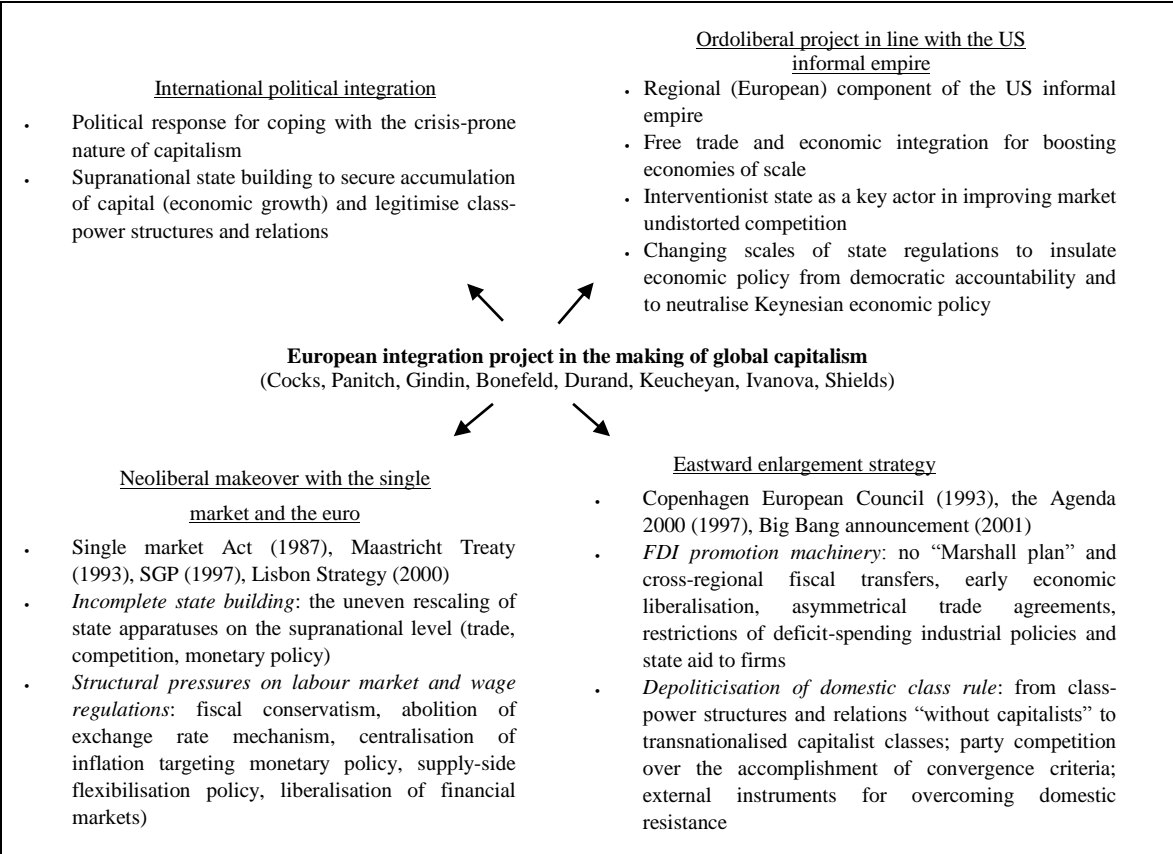 International political integration
• Political response for coping with the crisis-prone
nature of capitalism
• Supranational state building to secure accumulation
of capital (economic growth) and legitimise class-
power structures and relations
Ordoliberal project in line with the US
informal empire
• Regional (European) component of the US informal
empire
• Free trade and economic integration for boosting
economies of scale
• Interventionist state as a key actor in improving market
undistorted competition
• Changing scales of state regulations to insulate
economic policy from democratic accountability and
to neutralise Keynesian economic policy
European integration project in the making of global capitalism
(Cocks, Panitch, Gindin, Bonefeld, Durand, Keucheyan, Ivanova, Shields)
Neoliberal makeover with the single
market and the euro
• Single market Act (1987), Maastricht Treaty
(1993), SGP (1997), Lisbon Strategy (2000)
• Incomplete state building: the uneven rescaling of
state apparatuses on the supranational level (trade,
competition, monetary policy)
• Structural pressures on labour market and wage
regulations: fiscal conservatism, abolition of
exchange rate mechanism, centralisation of
inflation targeting monetary policy, supply-side
flexibilisation policy, liberalisation of financial
markets)
Eastward enlargement strategy
• Copenhagen European Council (1993), the Agenda
2000 (1997), Big Bang announcement (2001)
• FDI promotion machinery: no “Marshall plan” and
cross-regional fiscal transfers, early economic
liberalisation, asymmetrical trade agreements,
restrictions of deficit-spending industrial policies and
state aid to firms
• Depoliticisation of domestic class rule: from class-
power structures and relations “without capitalists” to
transnationalised capitalist classes; party competition
over the accomplishment of convergence criteria;
external instruments for overcoming domestic
resistance